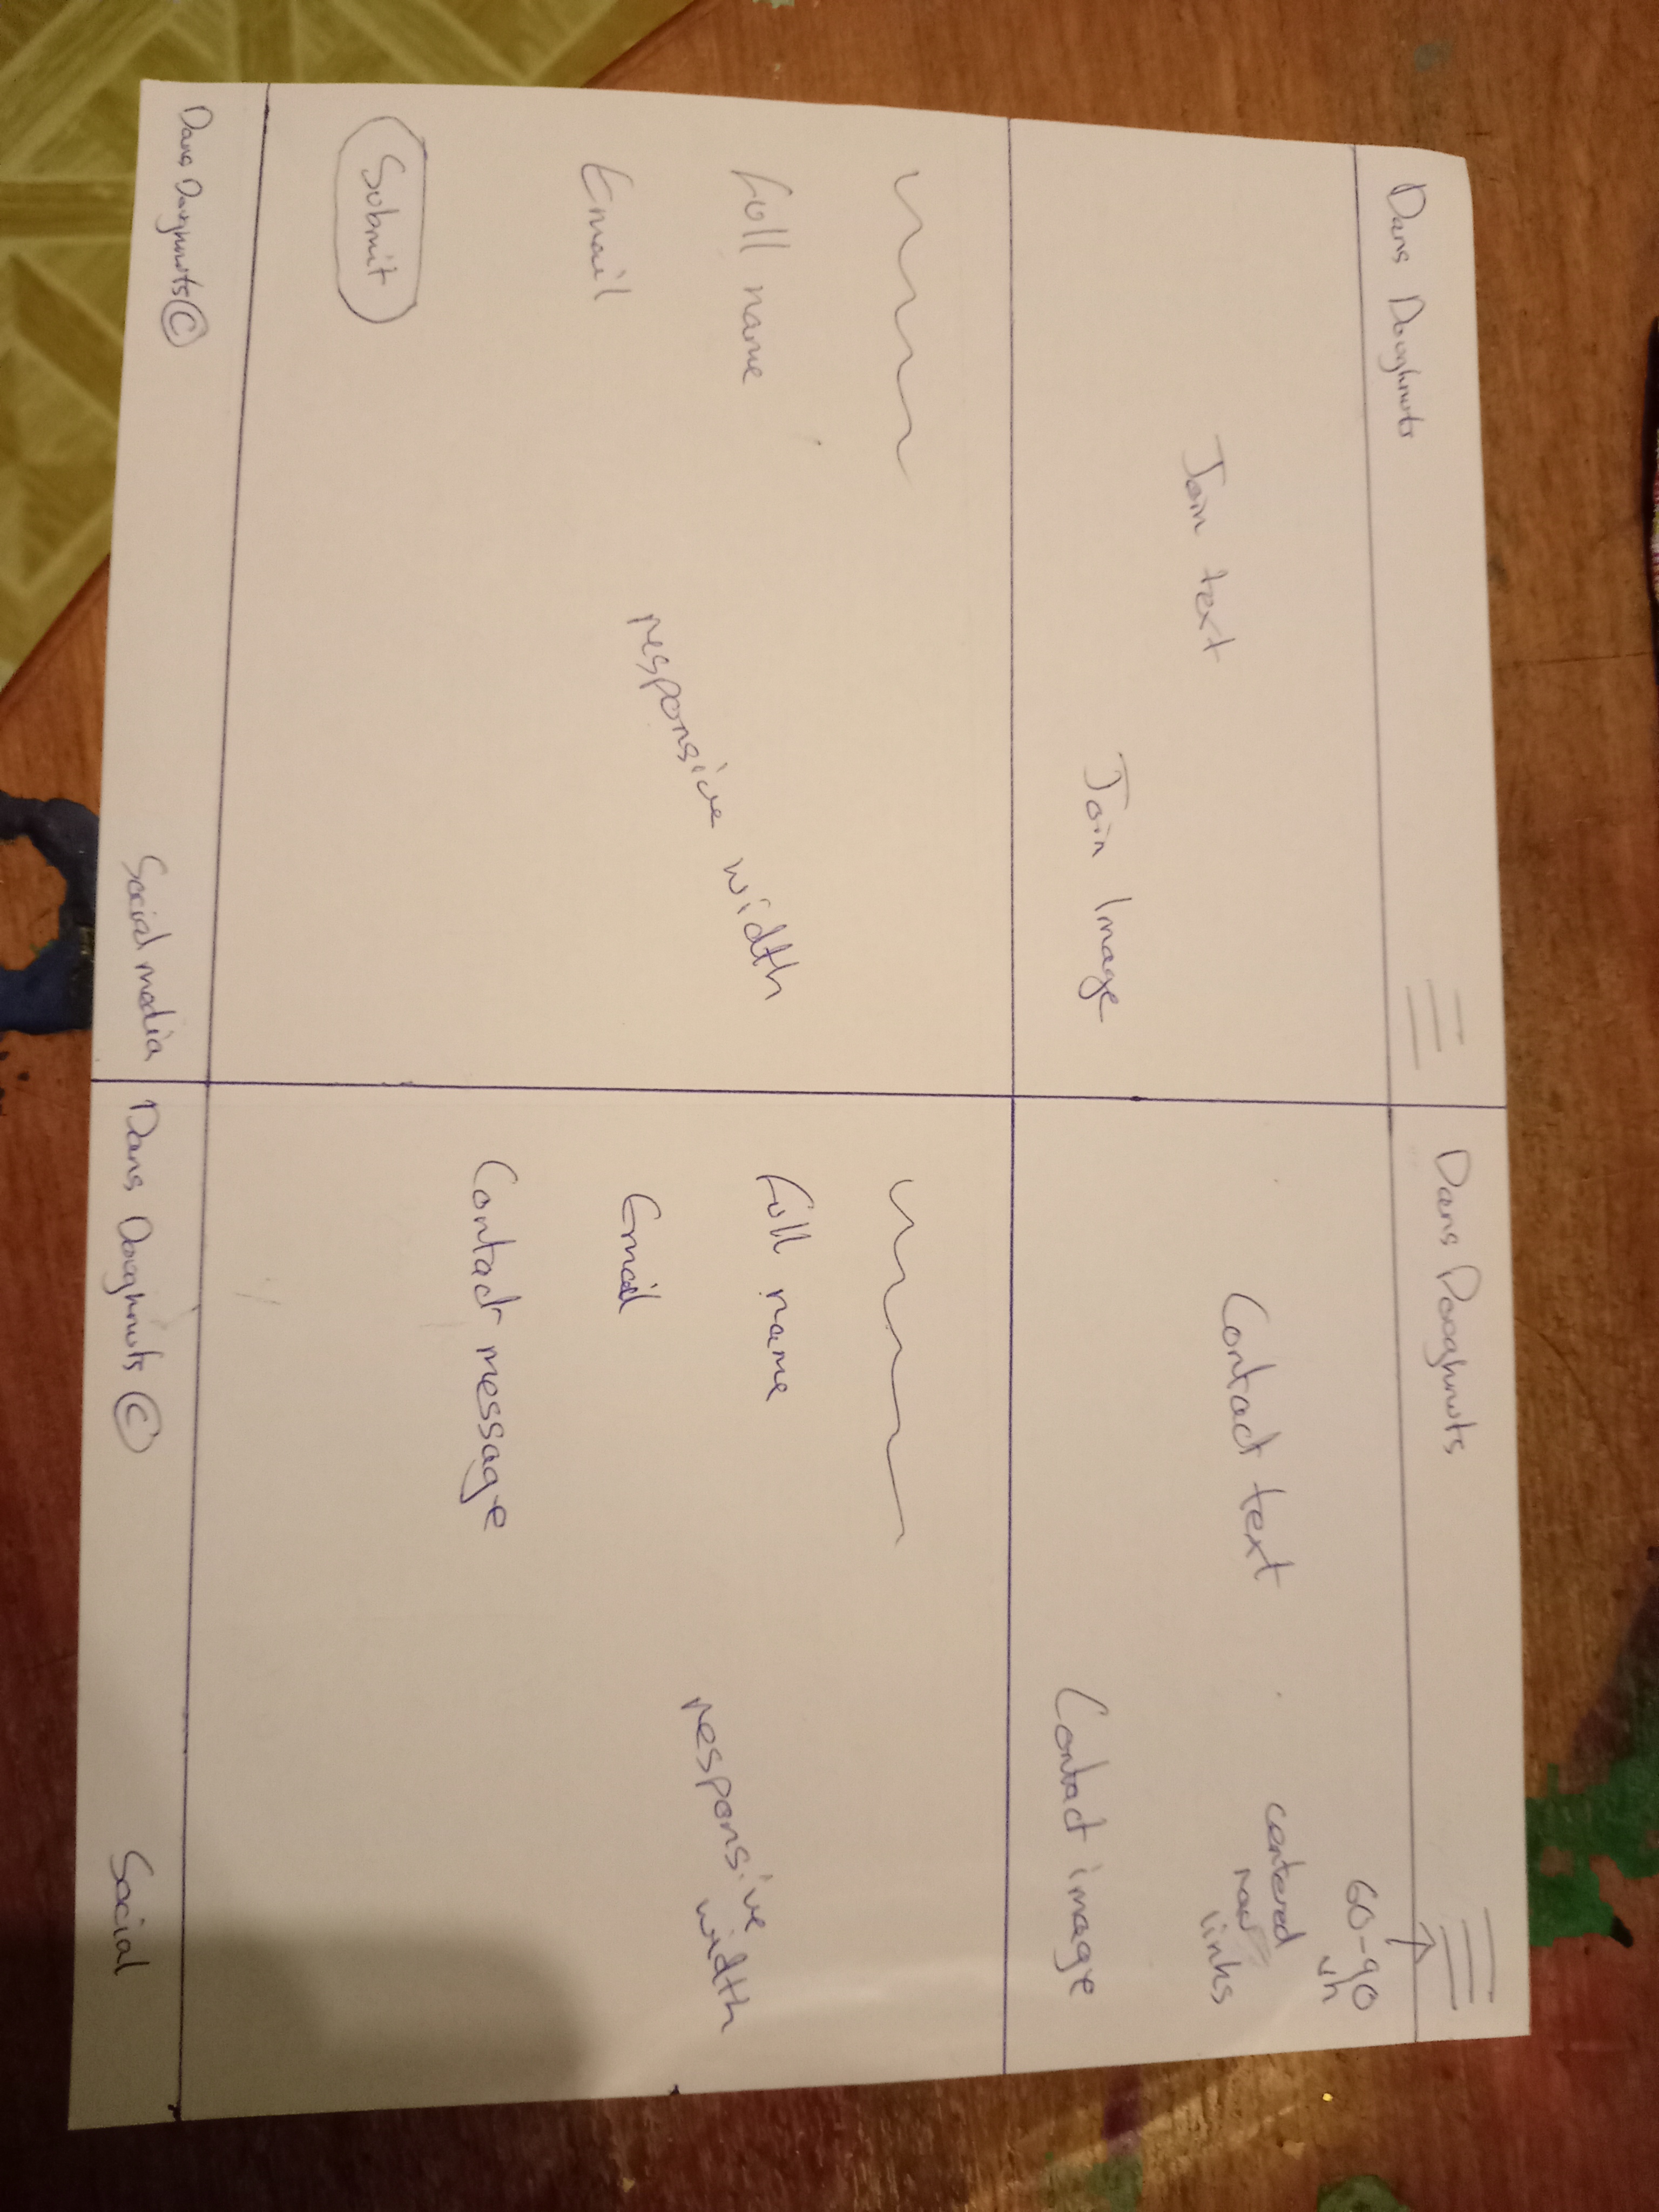 Dans Doughnuts
Join text
Join Image
Full name
Email
responsive width
Submit
Dans Doughnuts ©
Social media
Dans Doughnuts
60-90
vh
centered
nav
links
Contact text
Contact image
Full name
Email
Contact message
responsive
width
Dans Doughnuts ©
Social